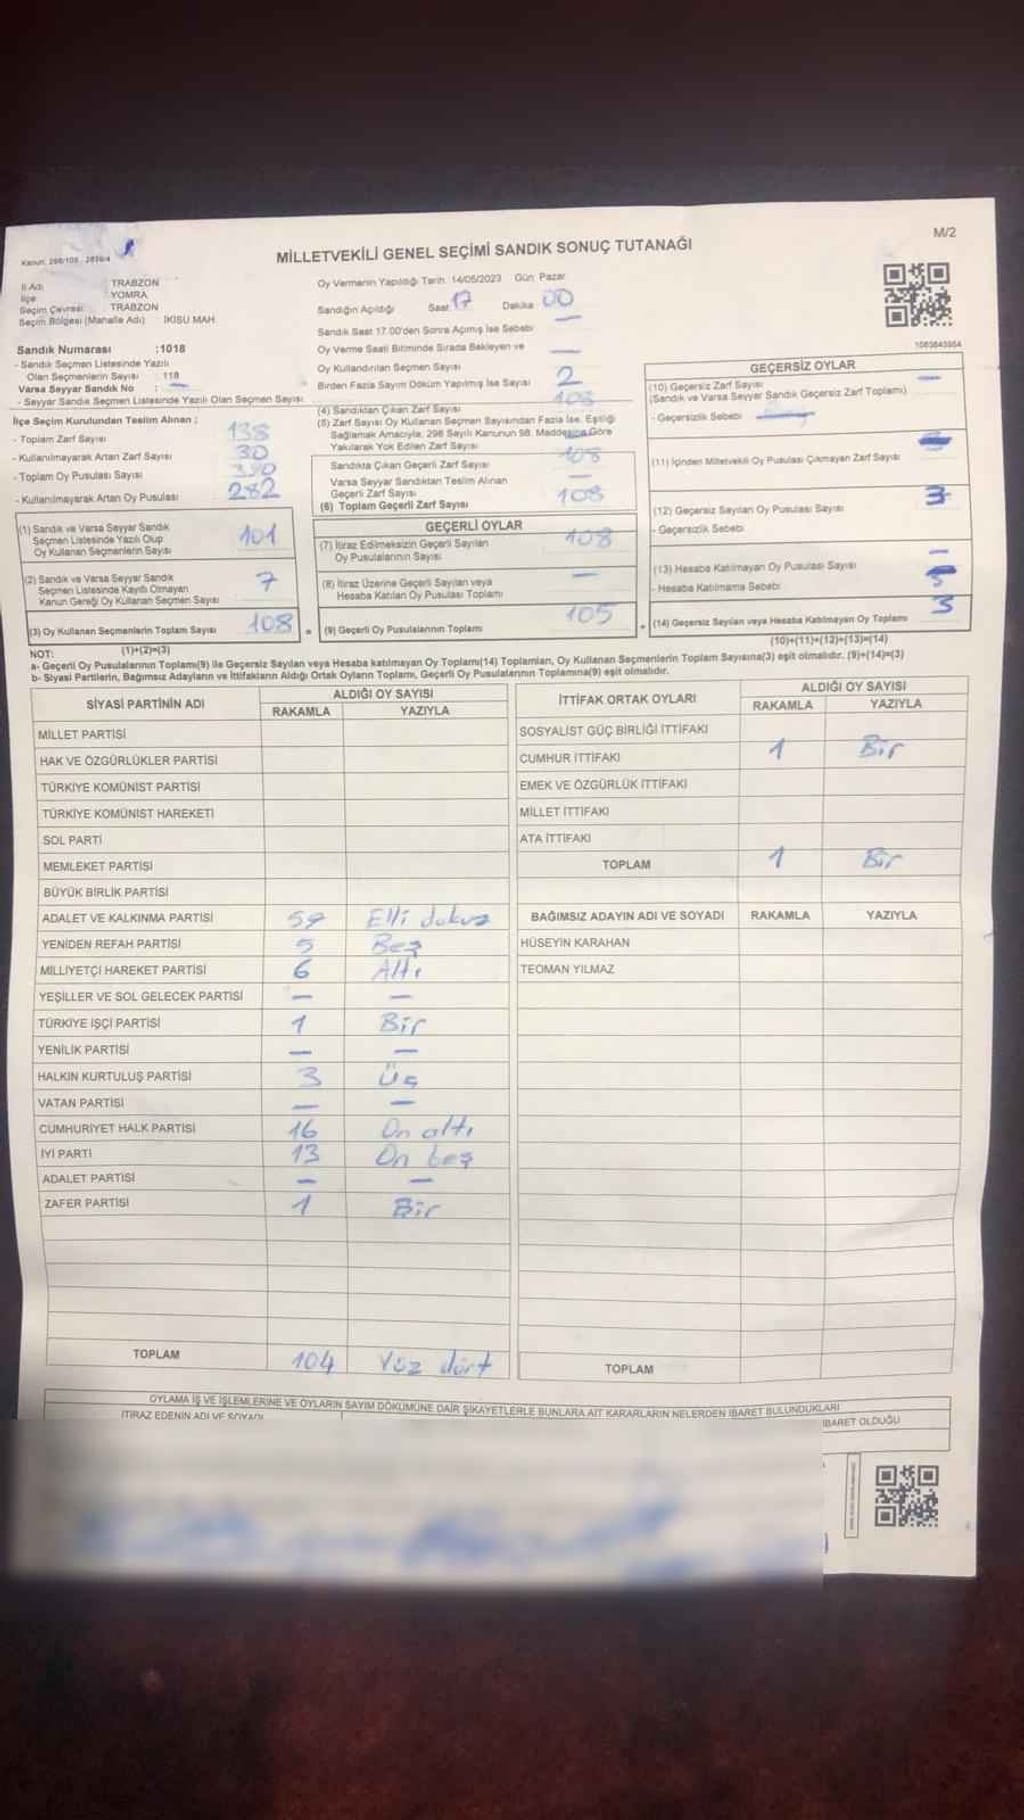 M/2
MİLLETVEKİLİ GENEL SEÇİMİ SANDIK SONUÇ TUTANAĞI
İl Adı TRABZON
İlçe YOMRA
Seçim Çevresi TRABZON
Seçim Bölgesi (Mahalle Adı) İKİSU MAH.
Sandık Numarası :1018
- Sandık Seçmen Listesinde Yazılı
Olan Seçmenlerin Sayısı : 118
Varsa Seyyar Sandık No : —
- Seyyar Sandık Seçmen Listesinde Yazılı Olan Seçmen Sayısı:
İlçe Seçim Kurulundan Teslim Alınan ;
- Toplam Zarf Sayısı 138
- Kullanılmayarak Artan Zarf Sayısı 30
- Toplam Oy Pusulası Sayısı
- Kullanılmayarak Artan Oy Pusulası 282
(1) Sandık ve Varsa Seyyar Sandık
Seçmen Listesinde Yazılı Olup
Oy Kullanan Seçmenlerin Sayısı 101
(2) Sandık ve Varsa Seyyar Sandık
Seçmen Listesinde Kayıtlı Olmayan
Kanun Gereği Oy Kullanan Seçmen Sayısı 7
(3) Oy Kullanan Seçmenlerin Toplam Sayısı 108
(1)+(2)=(3)
Oy Vermenin Yapıldığı Tarih: 14/05/2023 Gün: Pazar
Sandığın Açıldığı Saat 17 Dakika 00
Sandık Saat 17.00'den Sonra Açılmış İse Sebebi —
Oy Verme Saati Bitiminde Sırada Bekleyen ve
Oy Kullandırılan Seçmen Sayısı —
Birden Fazla Sayım Döküm Yapılmış İse Sayısı 2
(4) Sandıktan Çıkan Zarf Sayısı 108
(5) Zarf Sayısı Oy Kullanan Seçmen Sayısından Fazla İse, Eşitliği
Sağlamak Amacıyla, 298 Sayılı Kanunun 98. Maddesine Göre
Yakılarak Yok Edilen Zarf Sayısı
Sandıkta Çıkan Geçerli Zarf Sayısı 108
Varsa Seyyar Sandıktan Teslim Alınan
Geçerli Zarf Sayısı —
(6) Toplam Geçerli Zarf Sayısı 108
GEÇERLİ OYLAR
(7) İtiraz Edilmeksizin Geçerli Sayılan
Oy Pusulalarının Sayısı 108
(8) İtiraz Üzerine Geçerli Sayılan veya
Hesaba Katılan Oy Pusulası Toplamı —
(9) Geçerli Oy Pusulalarının Toplamı 105
1083843954
GEÇERSİZ OYLAR
(10) Geçersiz Zarf Sayısı —
(Sandık ve Varsa Seyyar Sandık Geçersiz Zarf Toplamı)
- Geçersizlik Sebebi
(11) İçinden Milletvekili Oy Pusulası Çıkmayan Zarf Sayısı
(12) Geçersiz Sayılan Oy Pusulası Sayısı 3
- Geçersizlik Sebebi
(13) Hesaba Katılmayan Oy Pusulası Sayısı —
- Hesaba Katılmama Sebebi
(14) Geçersiz Sayılan veya Hesaba Katılmayan Oy Toplamı 3
(10)+(11)+(12)+(13)=(14)
NOT:
a- Geçerli Oy Pusulalarının Toplamı(9) ile Geçersiz Sayılan veya Hesaba katılmayan Oy Toplamı(14) Toplamları, Oy Kullanan Seçmenlerin Toplam Sayısına(3) eşit olmalıdır. (9)+(14)=(3)
b- Siyasi Partilerin, Bağımsız Adayların ve İttifakların Aldığı Ortak Oyların Toplamı, Geçerli Oy Pusulalarının Toplamına(9) eşit olmalıdır.
SİYASİ PARTİNİN ADI ALDIĞI OY SAYISI
RAKAMLA YAZIYLA
MİLLET PARTİSİ
HAK VE ÖZGÜRLÜKLER PARTİSİ
TÜRKİYE KOMÜNİST PARTİSİ
TÜRKİYE KOMÜNİST HAREKETİ
SOL PARTİ
MEMLEKET PARTİSİ
BÜYÜK BİRLİK PARTİSİ
ADALET VE KALKINMA PARTİSİ 59 Elli dokuz
YENİDEN REFAH PARTİSİ 5 Beş
MİLLİYETÇİ HAREKET PARTİSİ 6 Altı
YEŞİLLER VE SOL GELECEK PARTİSİ — —
TÜRKİYE İŞÇİ PARTİSİ 1 Bir
YENİLİK PARTİSİ — —
HALKIN KURTULUŞ PARTİSİ 3 Üç
VATAN PARTİSİ — —
CUMHURİYET HALK PARTİSİ 16 On altı
İYİ PARTİ 13 On beş
ADALET PARTİSİ — —
ZAFER PARTİSİ 1 Bir
TOPLAM 104 Yüz dört
İTTİFAK ORTAK OYLARI ALDIĞI OY SAYISI
RAKAMLA YAZIYLA
SOSYALİST GÜÇ BİRLİĞİ İTTİFAKI
CUMHUR İTTİFAKI 1 Bir
EMEK VE ÖZGÜRLÜK İTTİFAKI
MİLLET İTTİFAKI
ATA İTTİFAKI
TOPLAM 1 Bir
BAĞIMSIZ ADAYIN ADI VE SOYADI RAKAMLA YAZIYLA
HÜSEYİN KARAHAN
TEOMAN YILMAZ
TOPLAM
OYLAMA İŞ VE İŞLEMLERİNE VE OYLARIN SAYIM DÖKÜMÜNE DAİR ŞİKAYETLERLE BUNLARA AİT KARARLARIN NELERDEN İBARET BULUNDUKLARI
İTİRAZ EDENİN ADI VE SOYADI
İBARET OLDUĞU